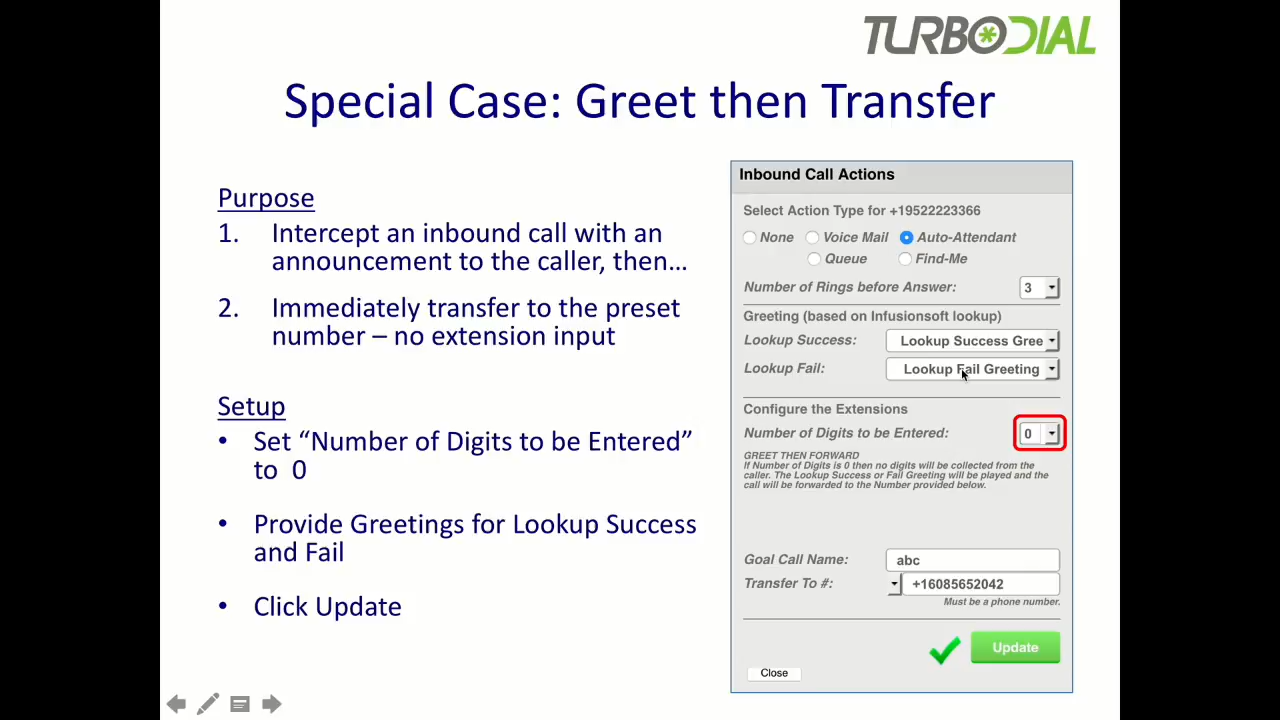 TURBODIAL
Special Case: Greet then Transfer
Purpose
1. Intercept an inbound call with an
announcement to the caller, then…
2. Immediately transfer to the preset
number – no extension input
Setup
• Set “Number of Digits to be Entered”
to 0
• Provide Greetings for Lookup Success
and Fail
• Click Update
Inbound Call Actions
Select Action Type for +19522223366
None Voice Mail Auto-Attendant
Queue Find-Me
Number of Rings before Answer: 3
Greeting (based on Infusionsoft lookup)
Lookup Success: Lookup Success Gree
Lookup Fail: Lookup Fail Greeting
Configure the Extensions
Number of Digits to be Entered: 0
GREET THEN FORWARD
If Number of Digits is 0 then no digits will be collected from the
caller. The Lookup Success or Fail Greeting will be played and the
call will be forwarded to the Number provided below.
Goal Call Name: abc
Transfer To #: +16085652042
Must be a phone number.
Update
Close